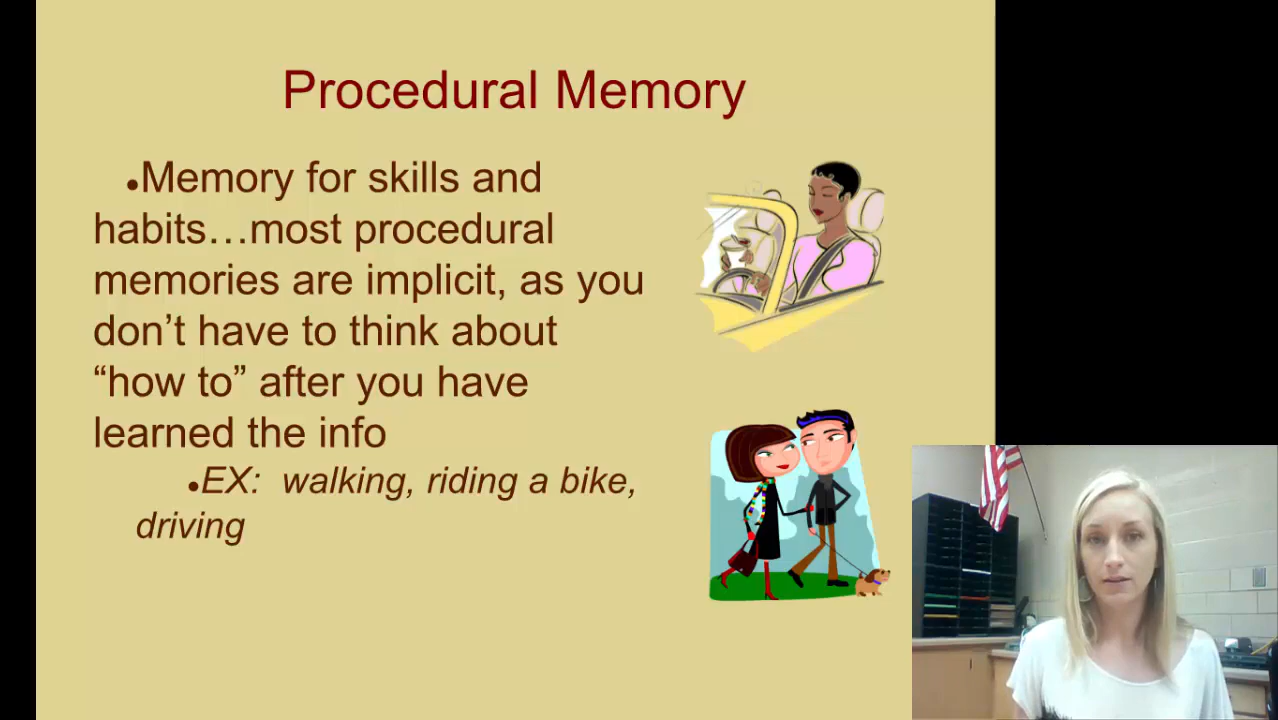 Procedural Memory
●Memory for skills and
habits…most procedural
memories are implicit, as you
don’t have to think about
“how to” after you have
learned the info
●EX:  walking, riding a bike,
driving